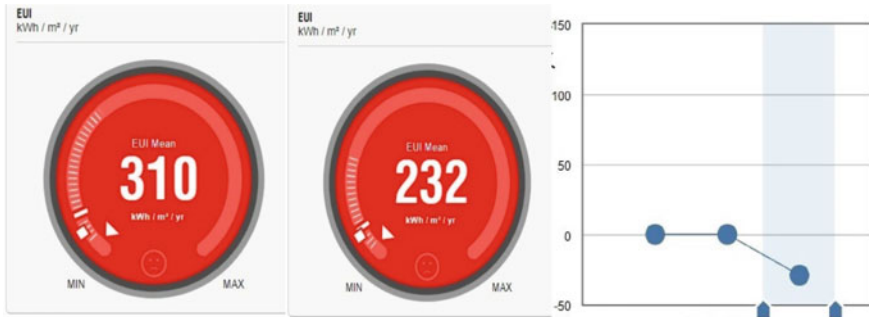 EUI
kWh / m² / yr
EUI Mean
310
kWh / m² / yr
MIN
MAX
EUI
kWh / m² / yr
EUI Mean
232
kWh / m² / yr
MIN
MAX
150
100
50
0
-50